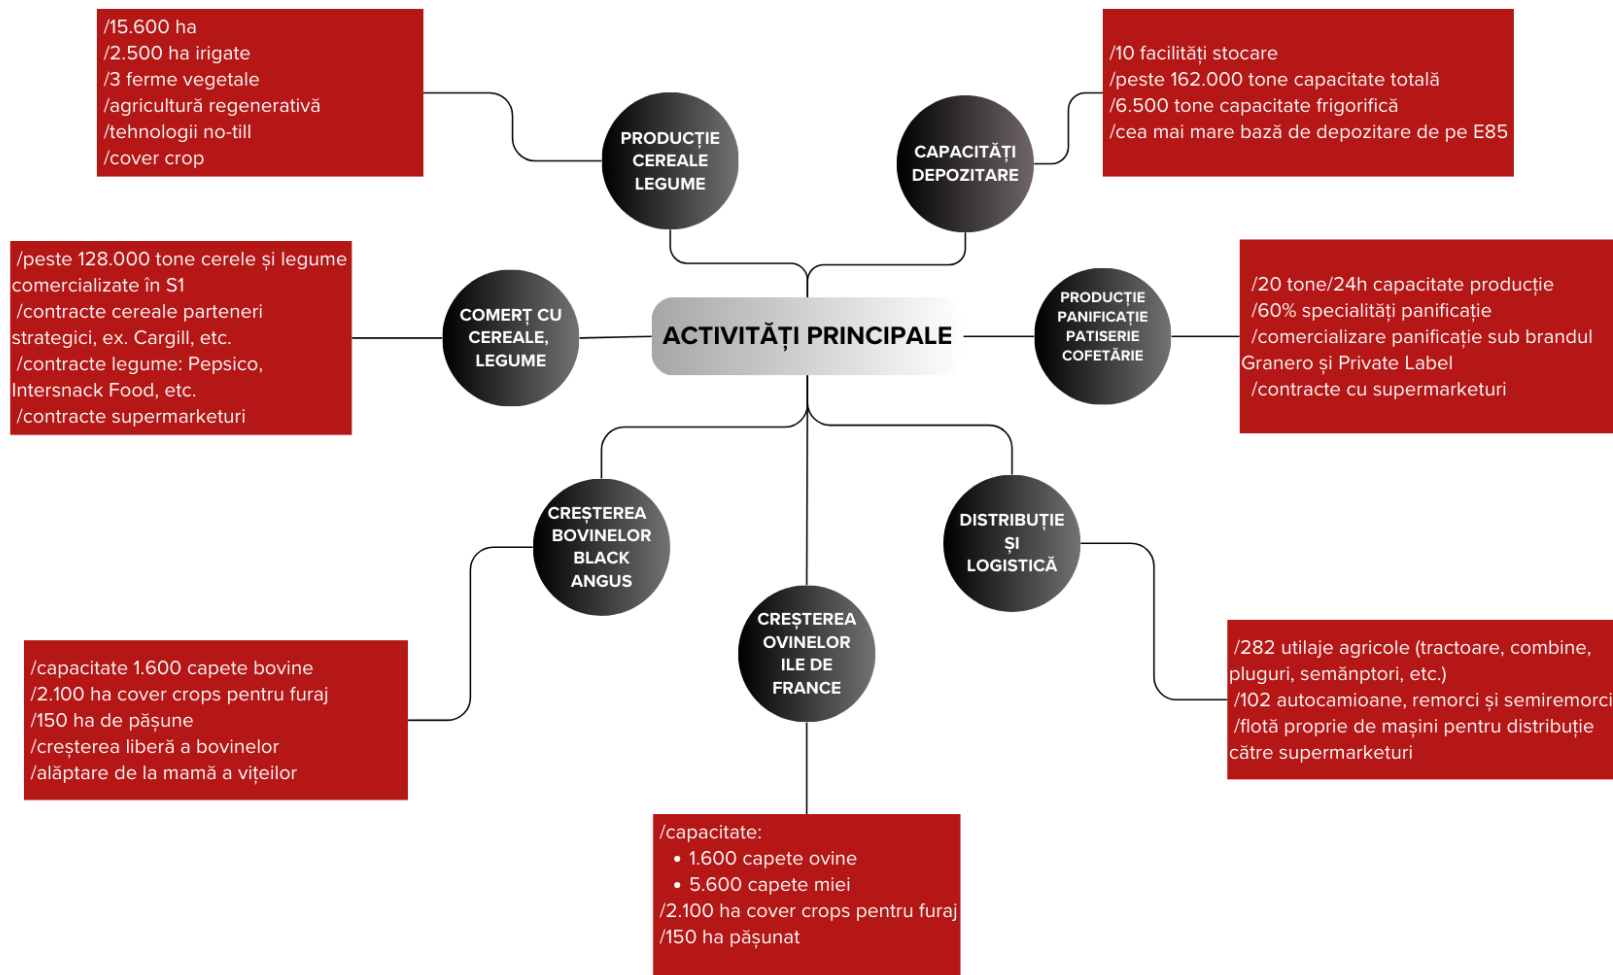 /15.600 ha
/2.500 ha irigate
/3 ferme vegetale
/agricultură regenerativă
/tehnologii no-till
/cover crop
PRODUCȚIE
CEREALE
LEGUME
CAPACITĂȚI
DEPOZITARE
/10 facilități stocare
/peste 162.000 tone capacitate totală
/6.500 tone capacitate frigorifică
/cea mai mare bază de depozitare de pe E85
/peste 128.000 tone cerele și legume
comercializate în S1
/contracte cereale parteneri
strategici, ex. Cargill, etc.
/contracte legume: Pepsico,
Intersnack Food, etc.
/contracte supermarketuri
COMERȚ CU
CEREALE,
LEGUME
ACTIVITĂȚI PRINCIPALE
PRODUCȚIE
PANIFICAȚIE
PATISERIE
COFETĂRIE
/20 tone/24h capacitate producție
/60% specialități panificație
/comercializare panificație sub brandul
Granero și Private Label
/contracte cu supermarketuri
CREȘTEREA
BOVINELOR
BLACK
ANGUS
DISTRIBUȚIE
ȘI
LOGISTICĂ
CREȘTEREA
OVINELOR
ILE DE
FRANCE
/capacitate 1.600 capete bovine
/2.100 ha cover crops pentru furaj
/150 ha de pășune
/creșterea liberă a bovinelor
/alăptare de la mamă a vițeilor
/282 utilaje agricole (tractoare, combine,
pluguri, semănptori, etc.)
/102 autocamioane, remorci și semiremorci
/flotă proprie de mașini pentru distribuție
către supermarketuri
/capacitate:
• 1.600 capete ovine
• 5.600 capete miei
/2.100 ha cover crops pentru furaj
/150 ha pășunat